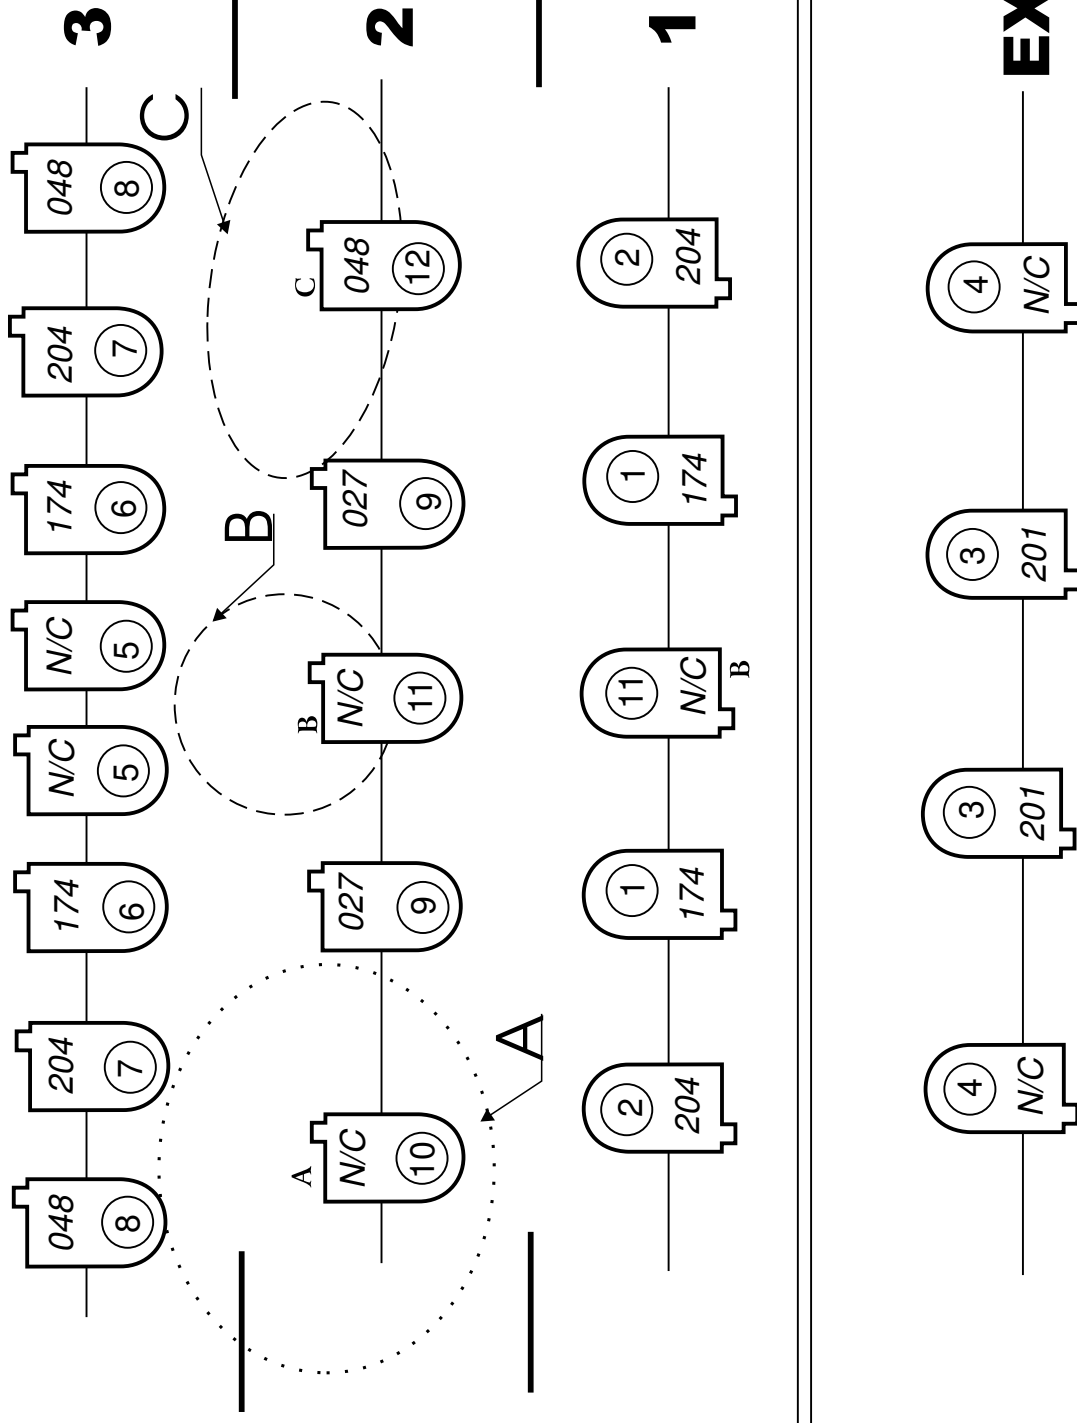 048 204 174 N/C N/C 174 204 048
8 7 6 5 5 6 7 8
3
C
B
A B C
N/C 027 N/C 027 048
10 9 11 9 12
2
A
2 1 11 1 2
204 174 N/C 174 204
1
B
4 3 3 4
N/C 201 201 N/C
EX